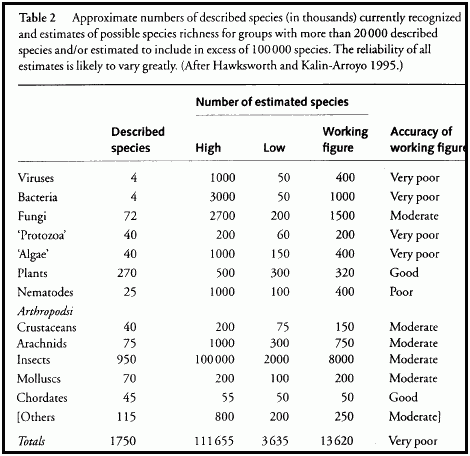 Table 2 Approximate numbers of described species (in thousands) currently recognized
and estimates of possible species richness for groups with more than 20 000 described
species and/or estimated to include in excess of 100 000 species. The reliability of all
estimates is likely to vary greatly. (After Hawksworth and Kalin-Arroyo 1995.)
Number of estimated species
Described Working Accuracy of
species High Low figure working figure
Viruses 4 1000 50 400 Very poor
Bacteria 4 3000 50 1000 Very poor
Fungi 72 2700 200 1500 Moderate
'Protozoa' 40 200 60 200 Very poor
'Algae' 40 1000 150 400 Very poor
Plants 270 500 300 320 Good
Nematodes 25 1000 100 400 Poor
Arthropodsi
Crustaceans 40 200 75 150 Moderate
Arachnids 75 1000 300 750 Moderate
Insects 950 100 000 2000 8000 Moderate
Molluscs 70 200 100 200 Moderate
Chordates 45 55 50 50 Good
[Others 115 800 200 250 Moderate]
Totals 1750 111 655 3 635 13 620 Very poor